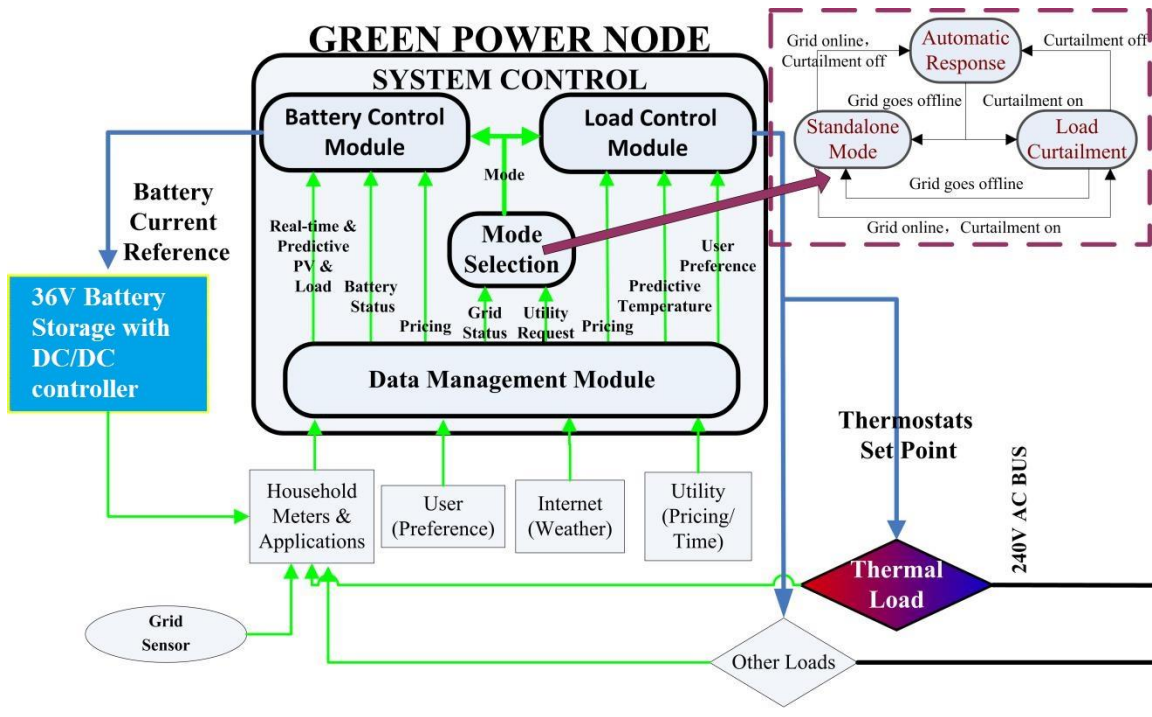 GREEN POWER NODE
SYSTEM CONTROL
Battery Control
Module
Load Control
Module
Mode
Mode
Selection
Real-time &
Predictive
PV &
Load
Battery
Status
Pricing
Grid
Status
Utility
Request
Pricing
Predictive
Temperature
User
Preference
Data Management Module
Battery
Current
Reference
36V Battery
Storage with
DC/DC
controller
Household
Meters &
Applications
User
(Preference)
Internet
(Weather)
Utility
(Pricing/
Time)
Grid
Sensor
Automatic
Response
Grid online,
Curtailment off
Curtailment off
Grid goes offline
Curtailment on
Standalone
Mode
Load
Curtailment
Grid goes offline
Grid online, Curtailment on
Thermostats
Set Point
240V AC BUS
Thermal
Load
Other Loads